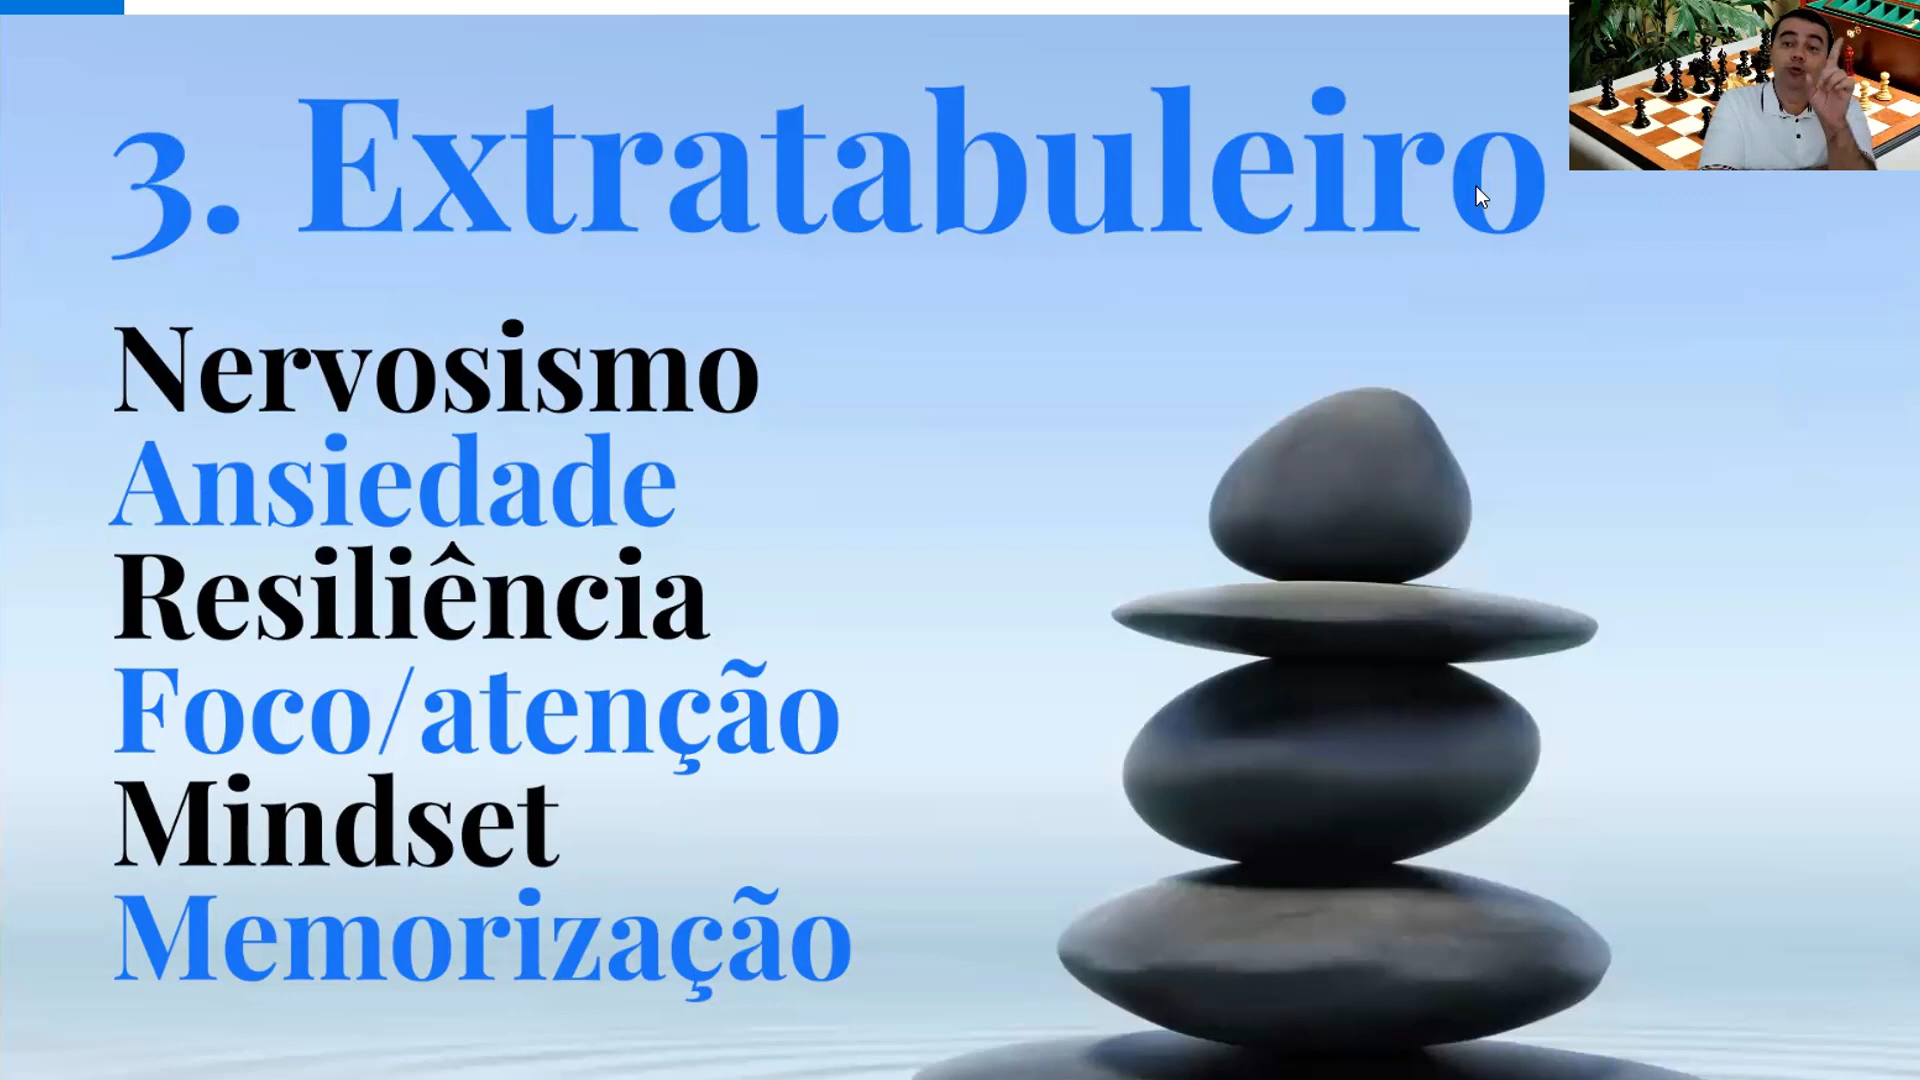 3. Extratabuleiro
Nervosismo
Ansiedade
Resiliência
Foco/atenção
Mindset
Memorização